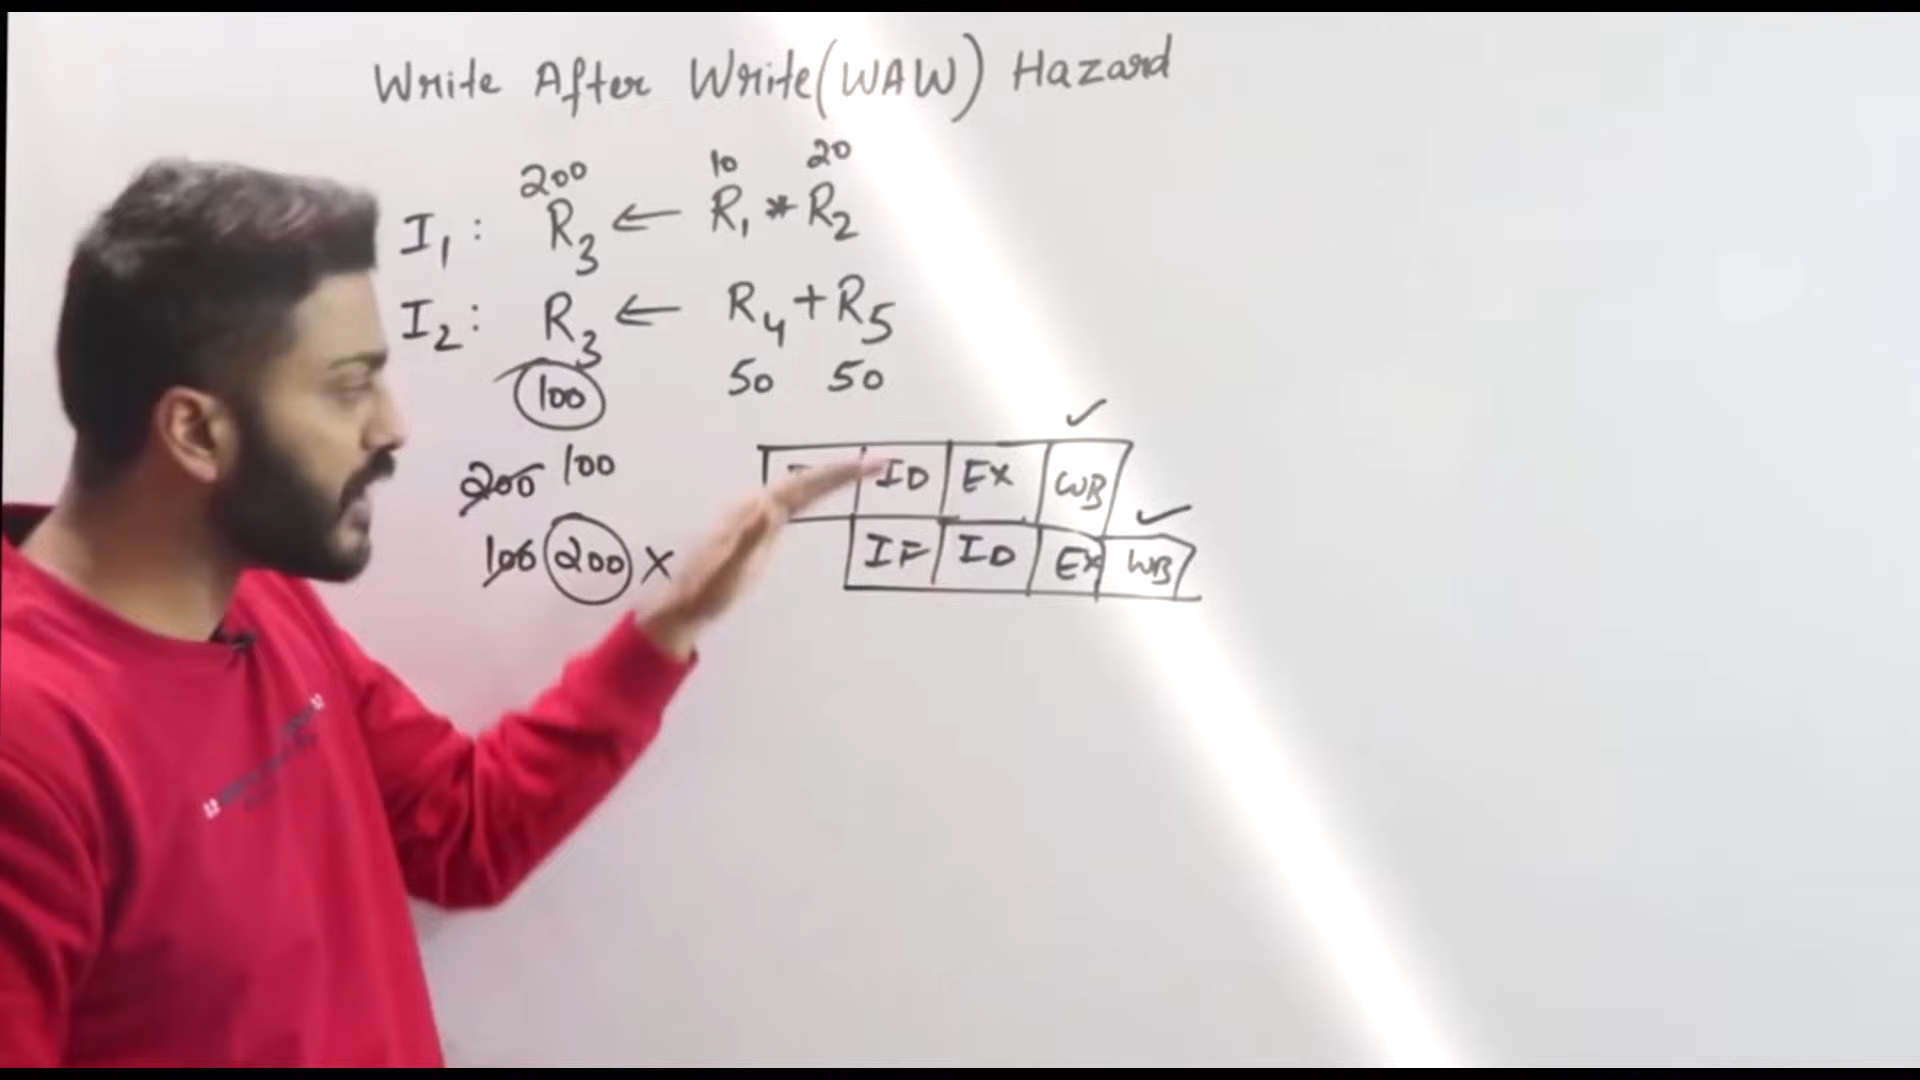 Write After Write (WAW) Hazard
200 10 20
I1: R3 ← R1 * R2
I2: R3 ← R4 + R5
100 50 50
200 100
100 200 x
ID EX WB
IF ID EX WB